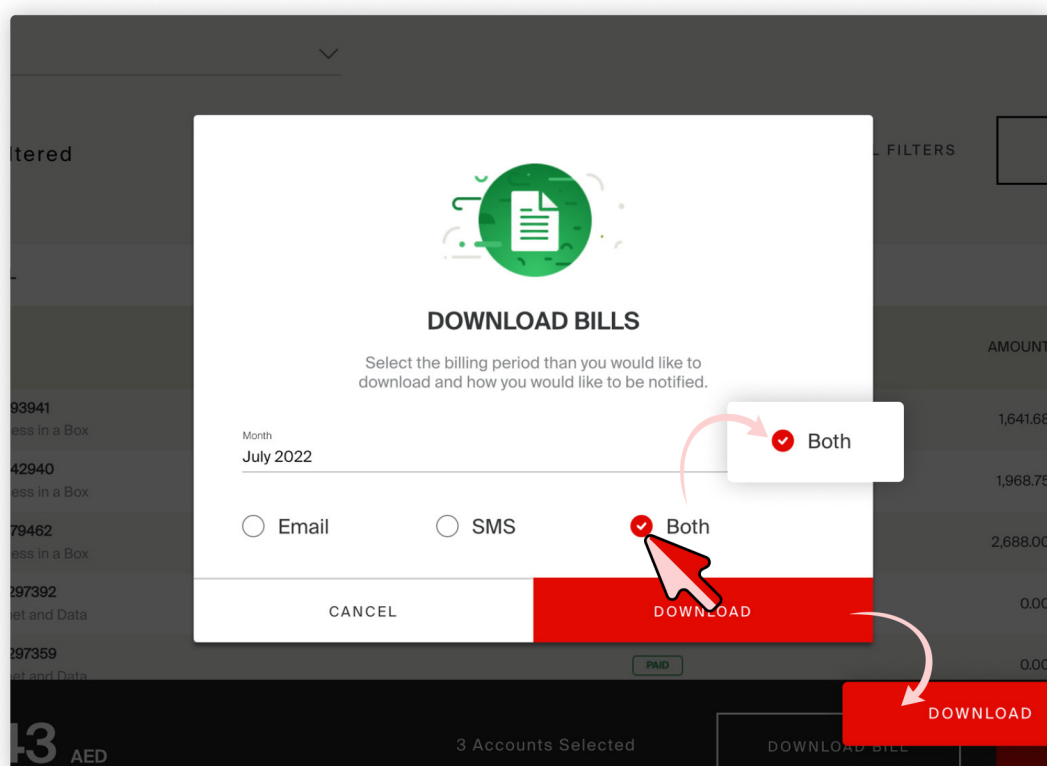 ltered
FILTERS
DOWNLOAD BILLS
Select the billing period than you would like to
download and how you would like to be notified.
AMOUNT
93941
ess in a Box
1,641.68
Month
July 2022
Both
42940
ess in a Box
1,968.75
Email
SMS
Both
79462
ess in a Box
2,688.00
297392
et and Data
0.00
CANCEL
DOWNLOAD
297359
et and Data
PAID
0.00
DOWNLOAD
43 AED
3 Accounts Selected
DOWNLOAD BILL